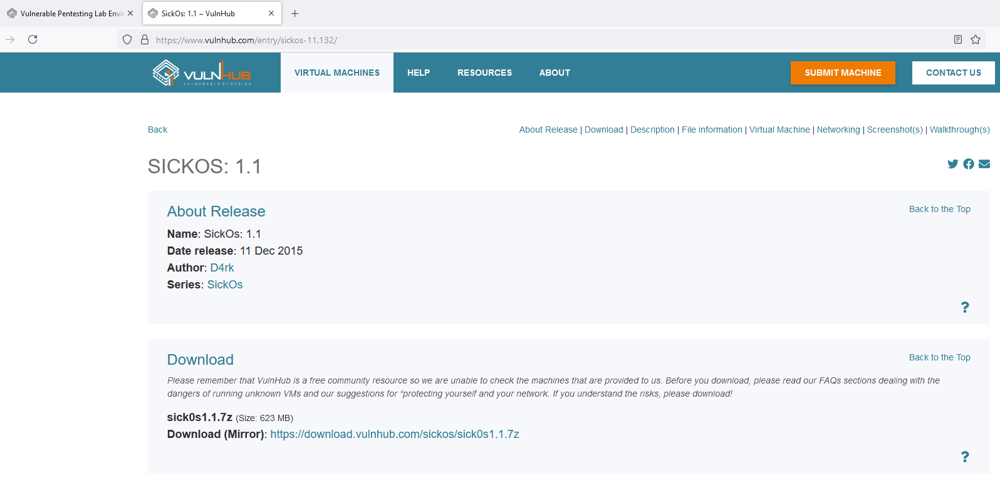 Vulnerable Pentesting Lab Envir
SickOs: 1.1 ~ VulnHub
https://www.vulnhub.com/entry/sickos-11,132/
VULNHUB
VULNERABLE BY DESIGN
VIRTUAL MACHINES
HELP
RESOURCES
ABOUT
SUBMIT MACHINE
CONTACT US
Back
About Release | Download | Description | File information | Virtual Machine | Networking | Screenshot(s) | Walkthrough(s)
SICKOS: 1.1
About Release
Back to the Top
Name: SickOs: 1.1
Date release: 11 Dec 2015
Author: D4rk
Series: SickOs
?
Download
Back to the Top
Please remember that VulnHub is a free community resource so we are unable to check the machines that are provided to us. Before you download, please read our FAQs sections dealing with the
dangers of running unknown VMs and our suggestions for “protecting yourself and your network. If you understand the risks, please download!
sick0s1.1.7z (Size: 623 MB)
Download (Mirror): https://download.vulnhub.com/sickos/sick0s1.1.7z
?